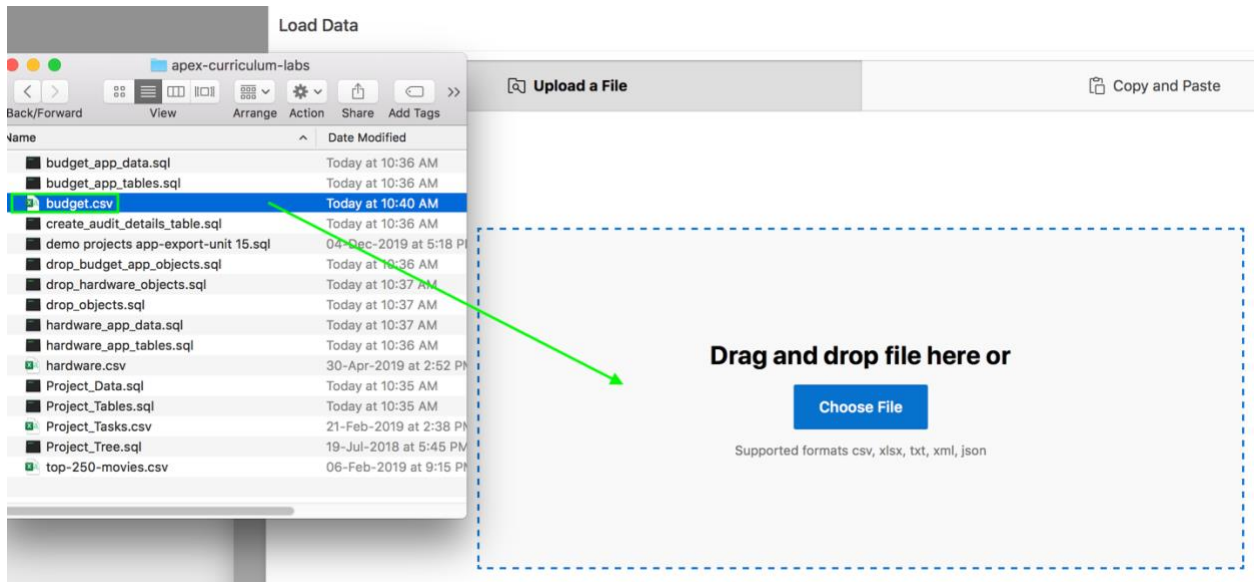 Load Data
apex-curriculum-labs
Back/Forward View Arrange Action Share Add Tags
Name Date Modified
budget_app_data.sql Today at 10:36 AM
budget_app_tables.sql Today at 10:36 AM
budget.csv Today at 10:40 AM
create_audit_details_table.sql Today at 10:36 AM
demo projects app-export-unit 15.sql 04-Dec-2019 at 5:18 P
drop_budget_app_objects.sql Today at 10:36 AM
drop_hardware_objects.sql Today at 10:37 AM
drop_objects.sql Today at 10:37 AM
hardware_app_data.sql Today at 10:37 AM
hardware_app_tables.sql Today at 10:36 AM
hardware.csv 30-Apr-2019 at 2:52 P
Project_Data.sql Today at 10:35 AM
Project_Tables.sql Today at 10:35 AM
Project_Tasks.csv 21-Feb-2019 at 2:38 P
Project_Tree.sql 19-Jul-2018 at 5:45 PM
top-250-movies.csv 06-Feb-2019 at 9:15 P
Upload a File
Copy and Paste
Drag and drop file here or
Choose File
Supported formats csv, xlsx, txt, xml, json